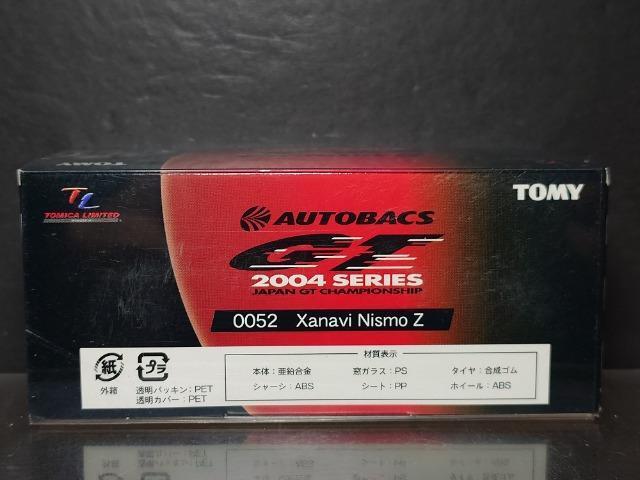 TOMY
TL
TOMICA LIMITED
TOMY
AUTOBACS
GT
2004 SERIES
JAPAN GT CHAMPIONSHIP
0052 Xanavi Nismo Z
紙
外箱
プラ
透明パッキン:PET
透明カバー:PET
材質表示
本体:亜鉛合金 窓ガラス:PS タイヤ:合成ゴム
シャーシ:ABS シート:PP ホイール:ABS